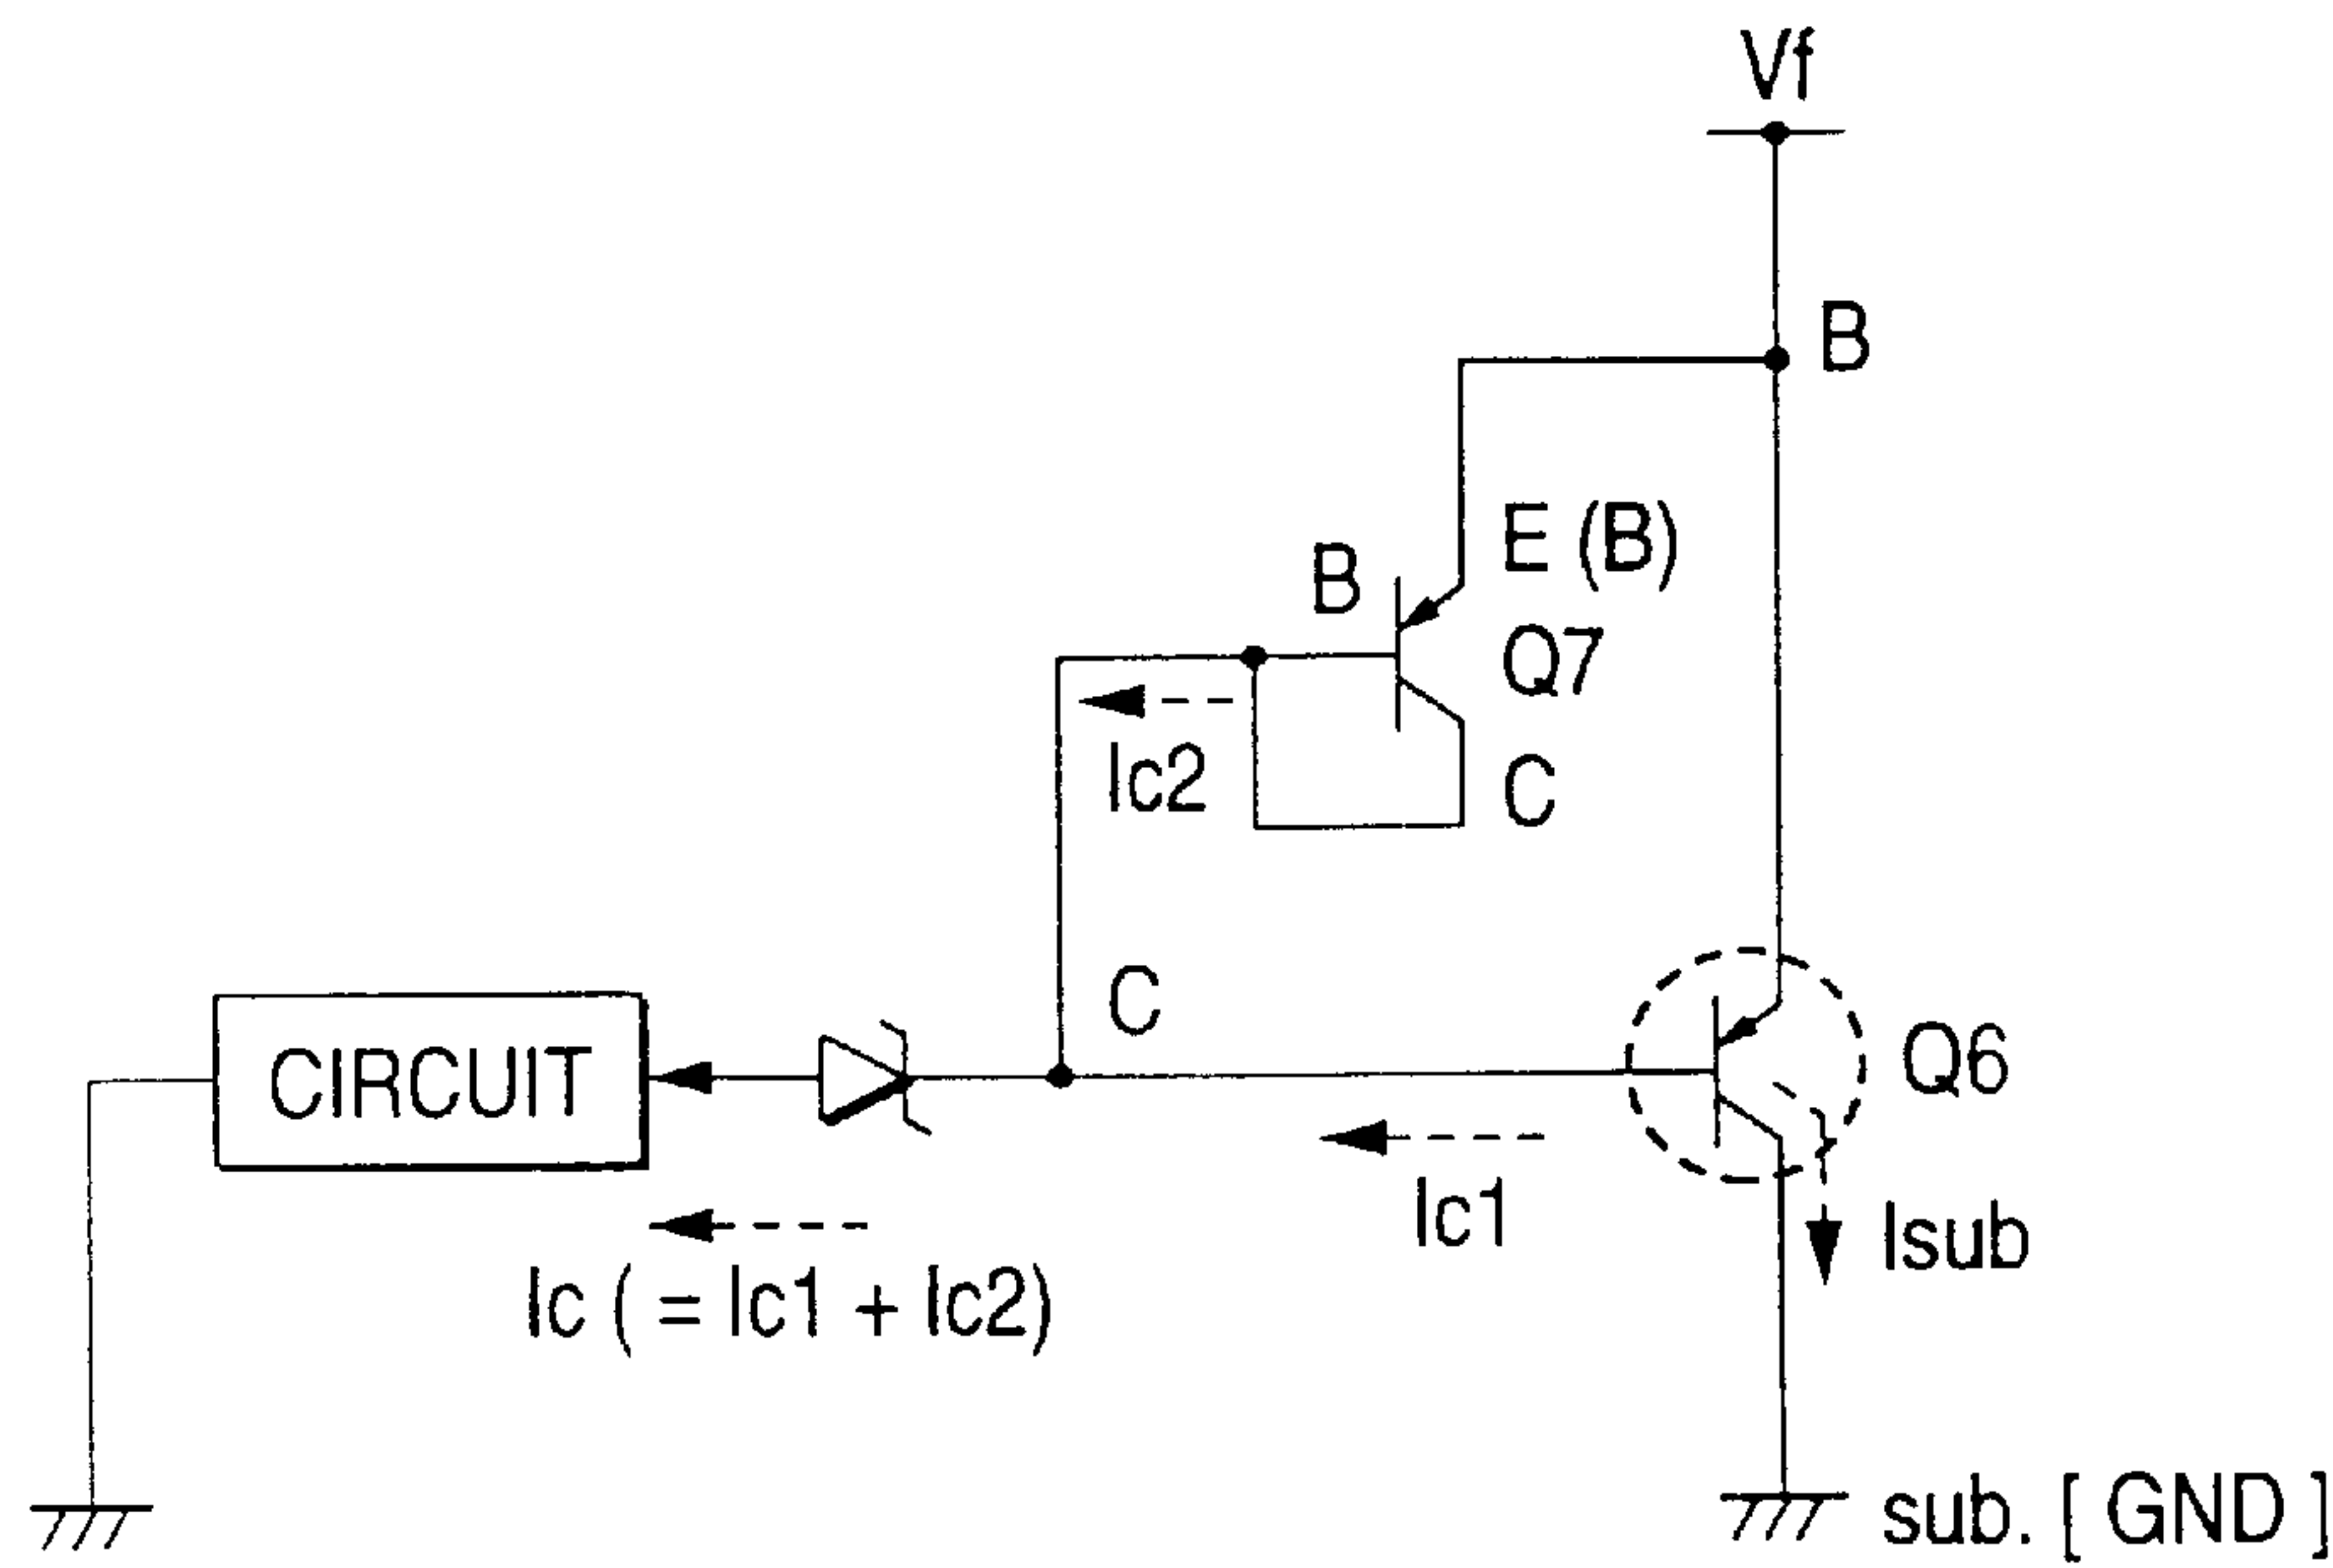 Vf
B
E (B)
B
Q7
Ic2
C
C
CIRCUIT
Q6
Ic1
Isub
Ic ( = Ic1 + Ic2)
sub. [ GND ]